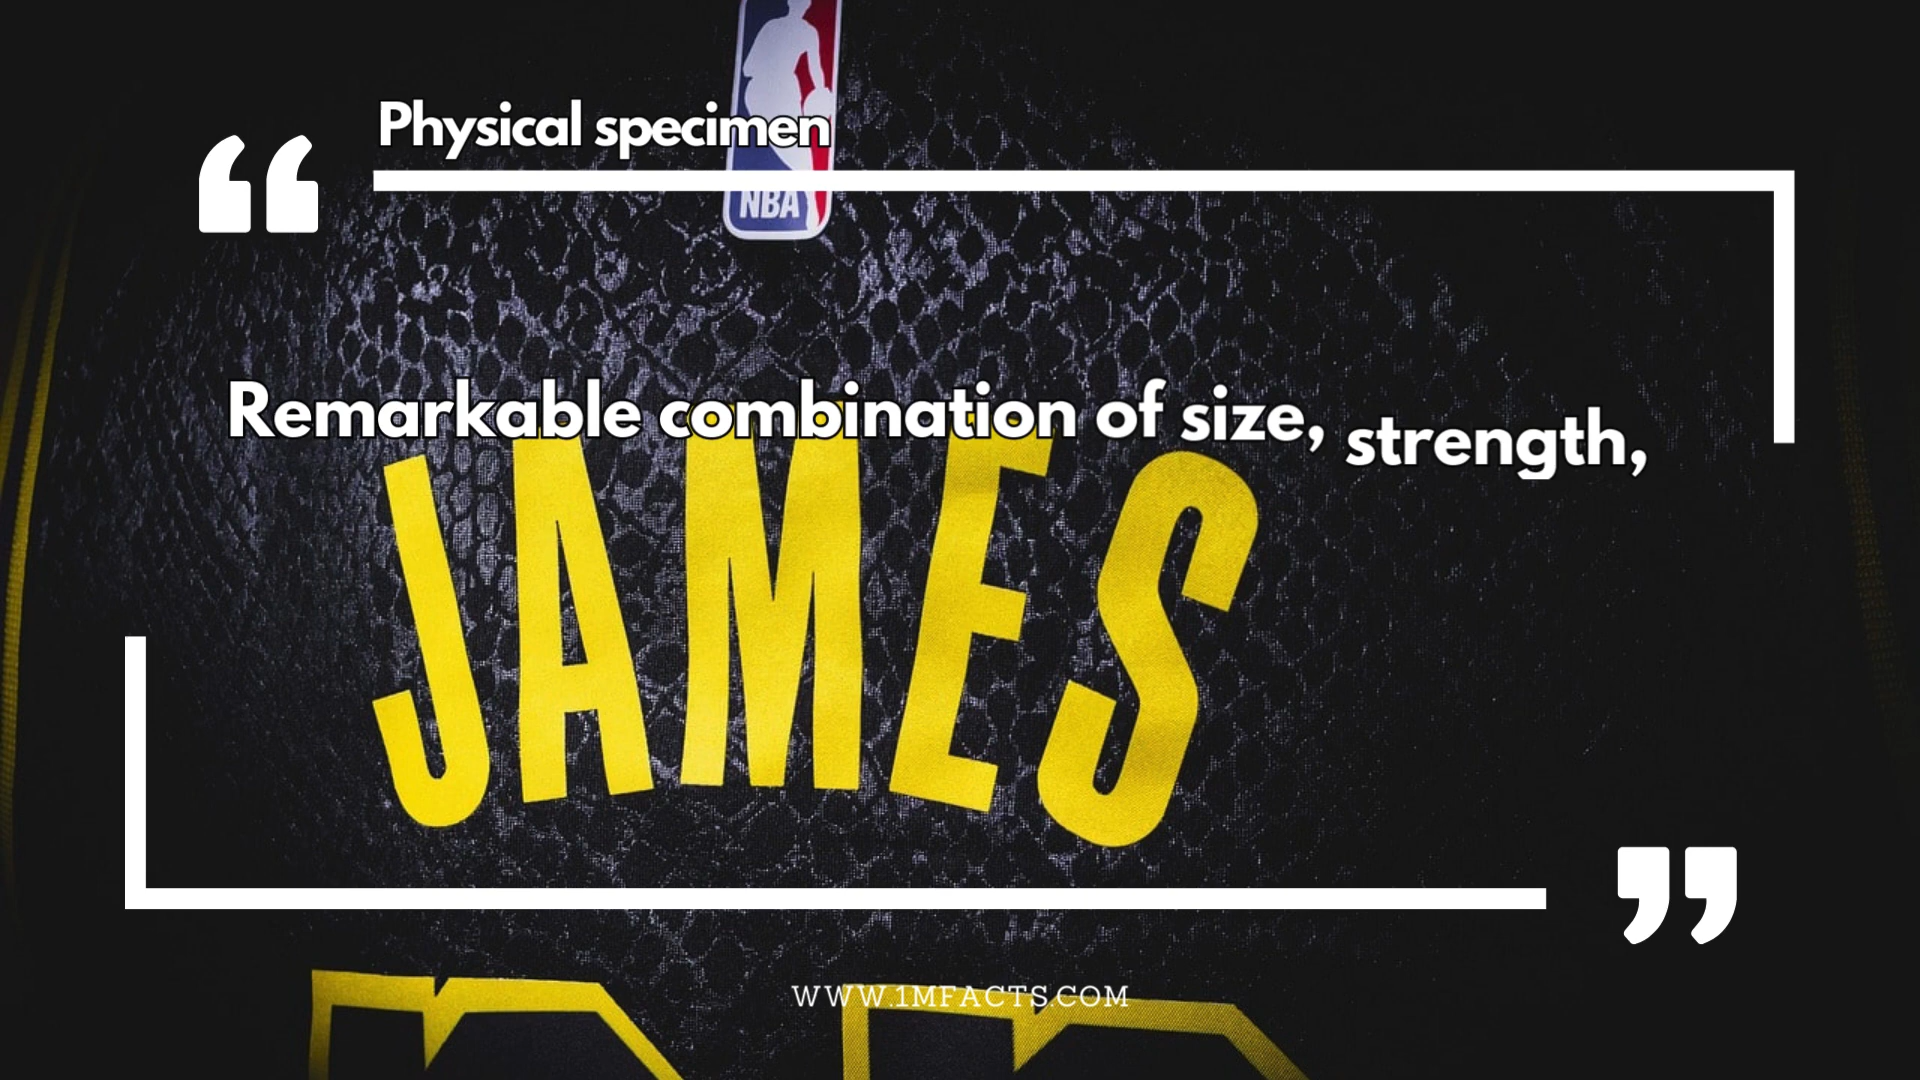 Physical specimen
NBA
Remarkable combination of size, strength,
JAMES
WWW.1MFACTS.COM